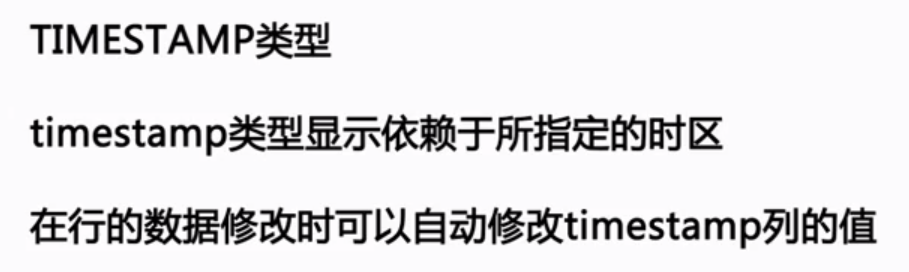 TIMESTAMP类型
timestamp类型显示依赖于所指定的时区
在行的数据修改时可以自动修改timestamp列的值